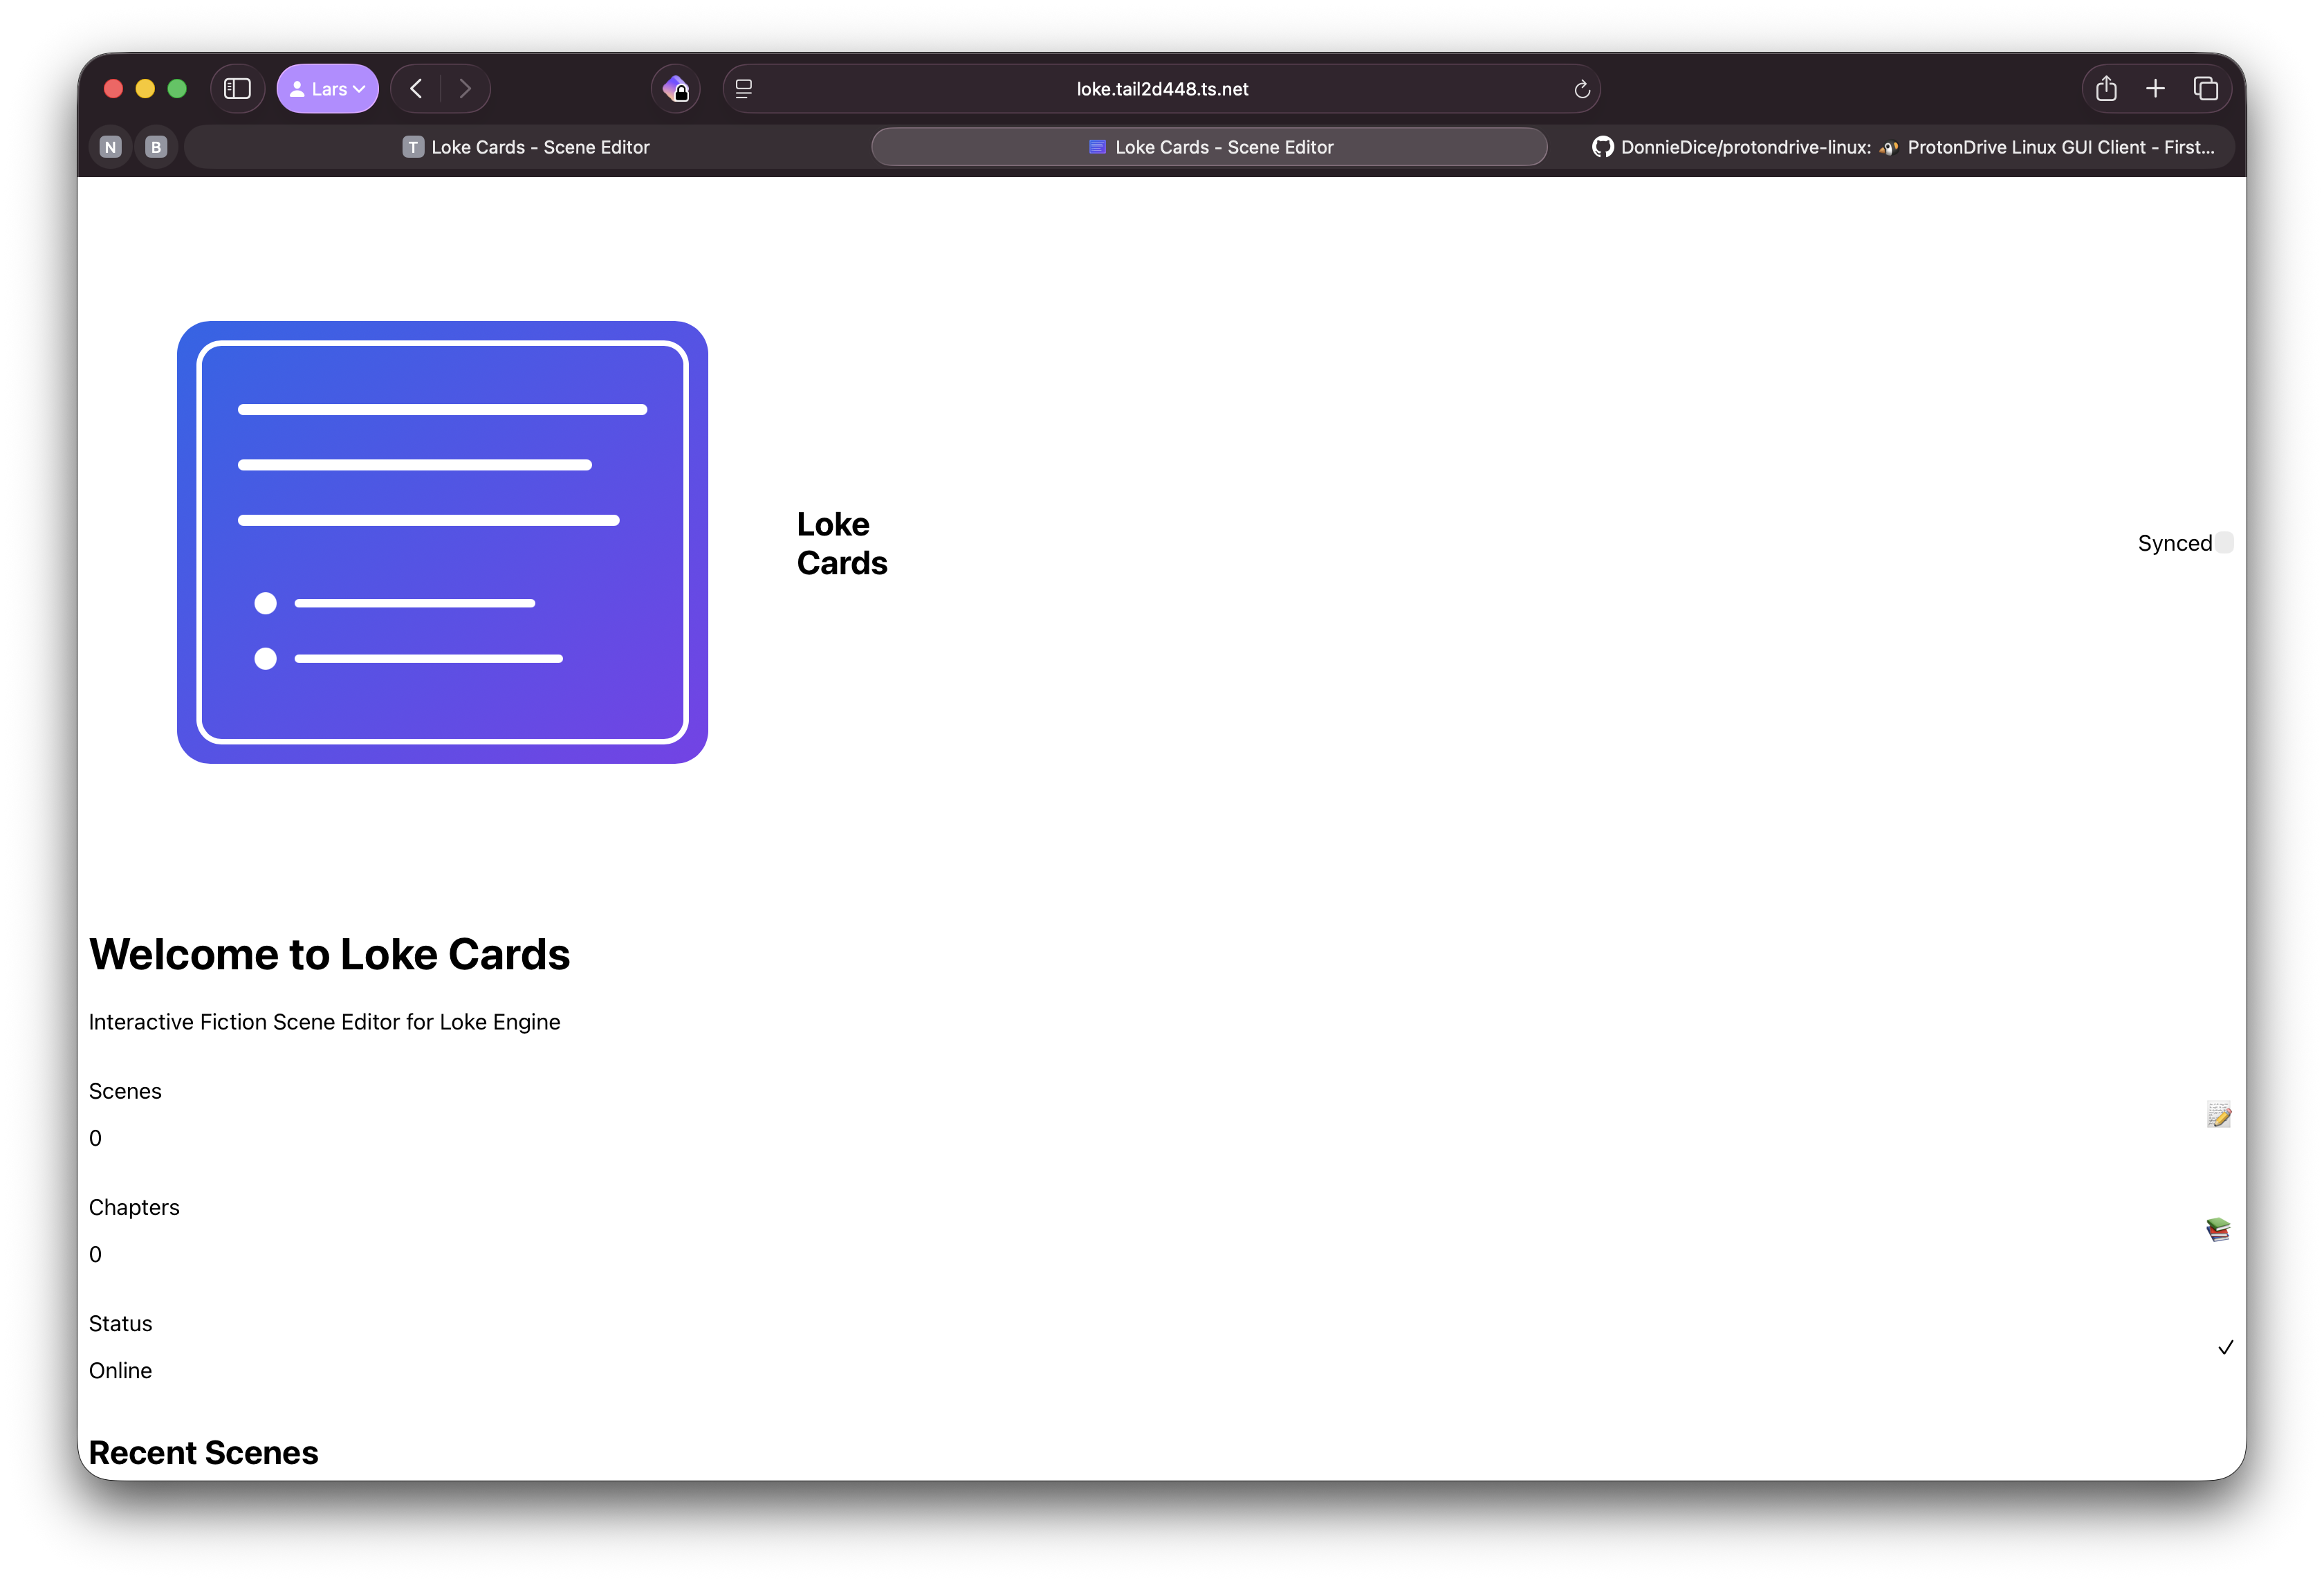 Lars
loke.tail2d448.ts.net
N
B
T Loke Cards - Scene Editor
Loke Cards - Scene Editor
DonnieDice/protondrive-linux: 🐝 ProtonDrive Linux GUI Client - First...
Loke
Cards
Synced
Welcome to Loke Cards
Interactive Fiction Scene Editor for Loke Engine
Scenes
0
Chapters
0
Status
Online
Recent Scenes